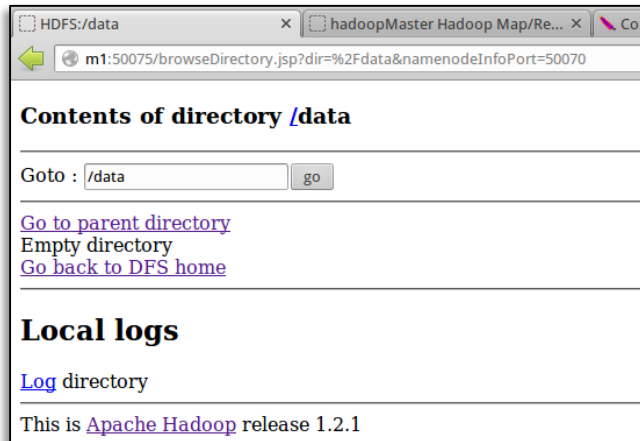 HDFS:/data
hadoopMaster Hadoop Map/Re...
Co
m1:50075/browseDirectory.jsp?dir=%2Fdata&namenodeInfoPort=50070
Contents of directory /data
Goto : /data go
Go to parent directory
Empty directory
Go back to DFS home
Local logs
Log directory
This is Apache Hadoop release 1.2.1